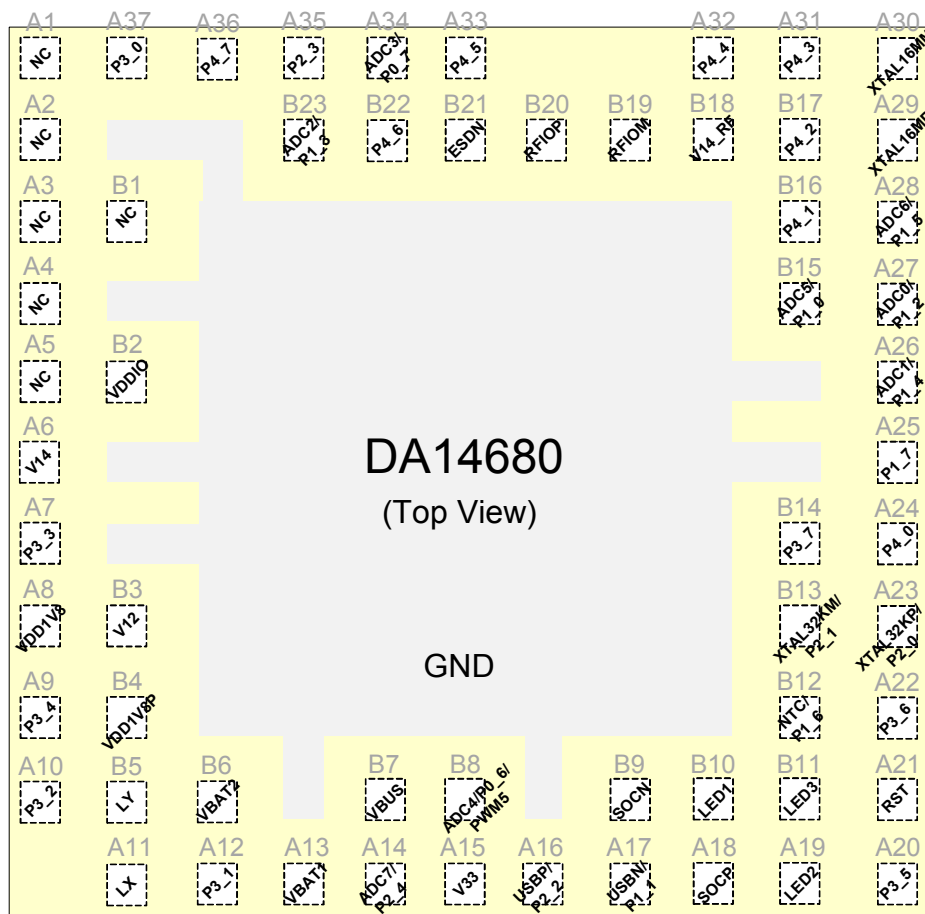 A1 A37 A36 A35 A34 A33 A32 A31 A30
NC P3_0 P4_7 P2_3 ADC3/ P0_7 P4_5 P4_4 P4_3 XTAL16MM
A2 B23 B22 B21 B20 B19 B18 B17 A29
NC ADC2/ P1_3 P4_6 ESDN RFIOP RFIOM V14_RF P4_2 XTAL16MP
A3 B1 B16 A28
NC NC P4_1 ADC6/ P1_5
A4 B15 A27
NC ADC5/ P1_0 ADC0/ P1_2
A5 B2 A26
NC VDDIO ADC1/ P1_4
A6 A25
V14 P1_7
DA14680
(Top View)
A7 B14 A24
P3_3 P3_7 P4_0
A8 B3 B13 A23
VDD1V8 V12 XTAL32KM/ P2_1 XTAL32KP/ P2_0
GND
A9 B4 B12 A22
P3_4 VDD1V8P NTC/ P1_6 P3_6
A10 B5 B6 B7 B8 B9 B10 B11 A21
P3_2 LY VBAT2 VBUS ADC4/P0_6/ PWM5 SOCN LED1 LED3 RST
A11 A12 A13 A14 A15 A16 A17 A18 A19 A20
LX P3_1 VBAT1 ADC7/ P2_4 V33 USBP/ P2_2 USBN/ P1_1 SOCP LED2 P3_5